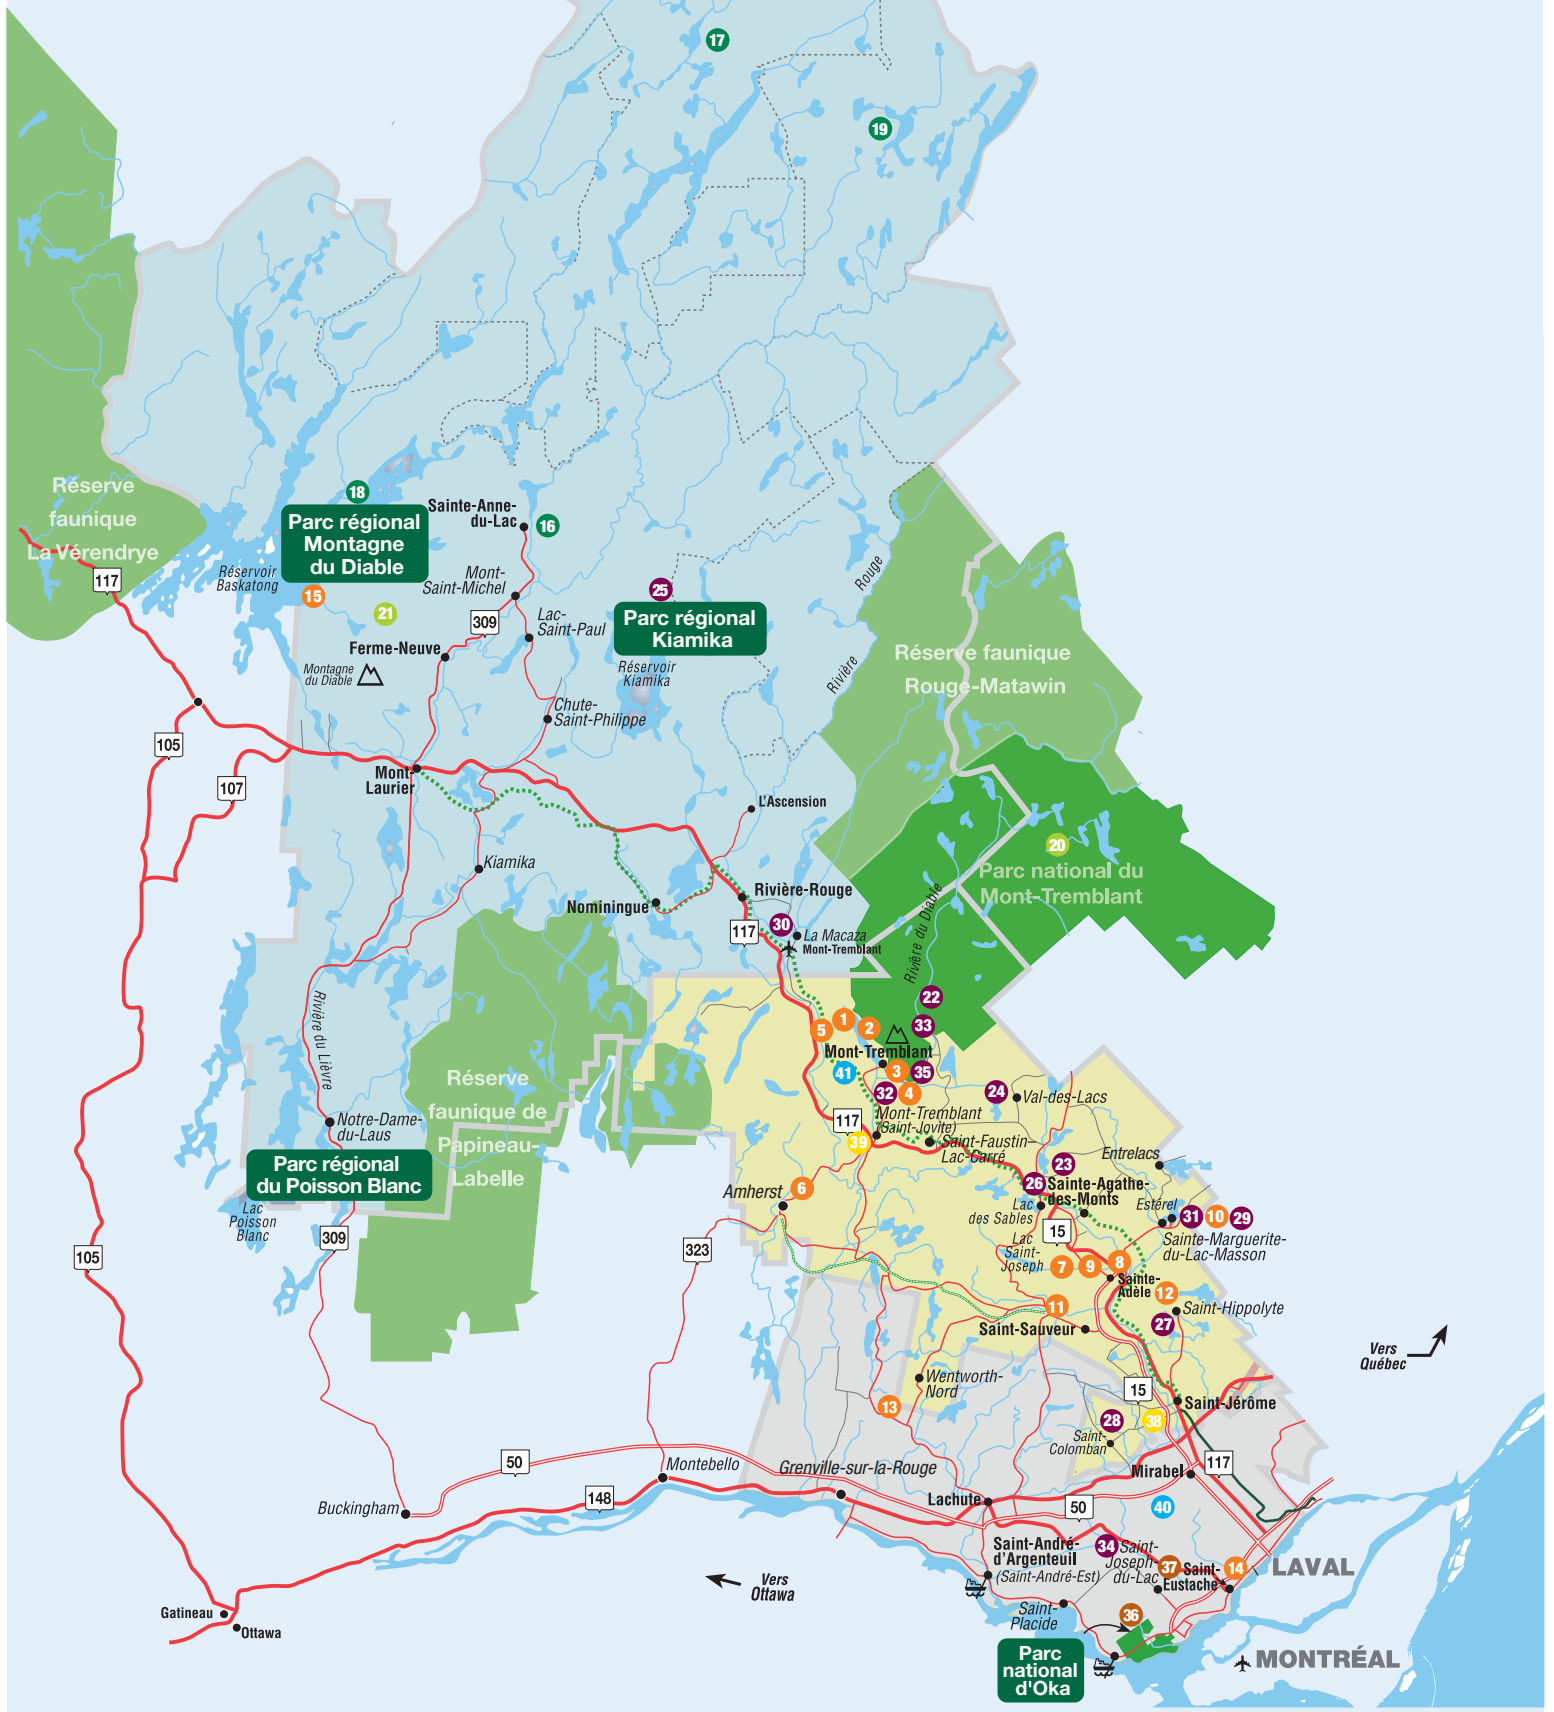 17
19
Réserve
faunique
La Vérendrye
117
18
Parc régional
Montagne
du Diable
Sainte-Anne-
du-Lac
16
Réservoir
Baskatong
15
21
Mont-
Saint-Michel
309
Lac-
Saint-Paul
Ferme-Neuve
Montagne
du Diable
25
Parc régional
Kiamika
Réservoir
Kiamika
Rouge
Rivière
Réserve faunique
Rouge-Matawin
Chute-
Saint-Philippe
105
107
Mont-
Laurier
L'Ascension
20
Parc national du
Mont-Tremblant
Kiamika
Nominingue
Rivière-Rouge
117
30
La Macaza
Mont-Tremblant
Rivière du Diable
Rivière du Lièvre
22
5
1
2
33
Mont-Tremblant
41
3
35
32
4
24
Val-des-Lacs
Réserve
faunique de
Papineau-
Labelle
Notre-Dame-
du-Laus
Parc régional
du Poisson Blanc
Lac
Poisson
Blanc
309
117
Mont-Tremblant
(Saint-Jovite)
39
Saint-Faustin–
Lac-Carré
Entrelacs
23
26
Sainte-Agathe-
des-Monts
Amherst
6
Lac
des Sables
Estérel
31
10
29
Sainte-Marguerite-
du-Lac-Masson
15
Lac
Saint-
Joseph
7
9
8
Sainte-
Adèle
12
323
105
11
Saint-Hippolyte
27
Saint-Sauveur
Vers
Québec
Wentworth-
Nord
15
13
Saint-Jérôme
28
38
Saint-
Colomban
50
Montebello
Grenville-sur-la-Rouge
Mirabel
117
148
Buckingham
Lachute
50
40
Saint-André-
d'Argenteuil
(Saint-André-Est)
34
Saint-
Joseph-
du-Lac
37
Saint-
Eustache
14
LAVAL
Vers
Ottawa
Saint-
Placide
36
Gatineau
Ottawa
Parc
national
d'Oka
MONTRÉAL